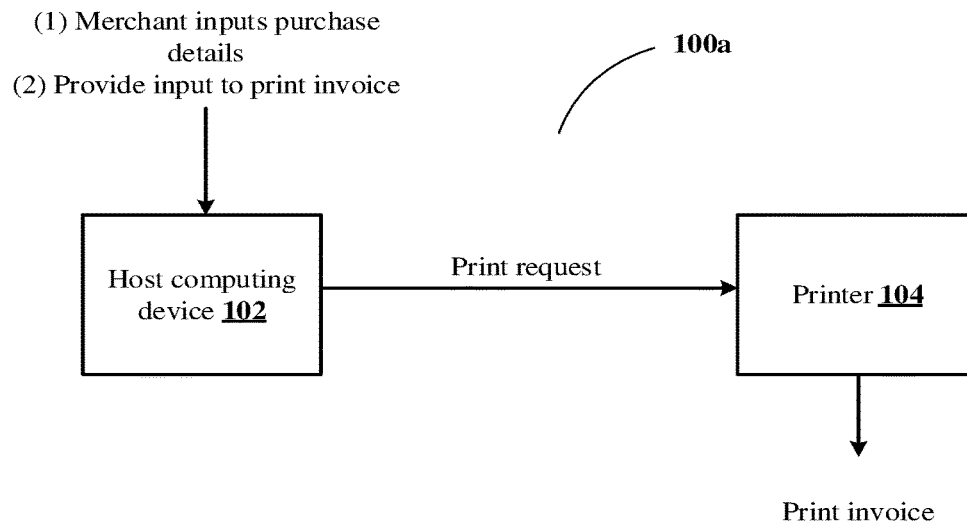 (1) Merchant inputs purchase
details
(2) Provide input to print invoice
100a
Host computing
device 102
Print request
Printer 104
Print invoice